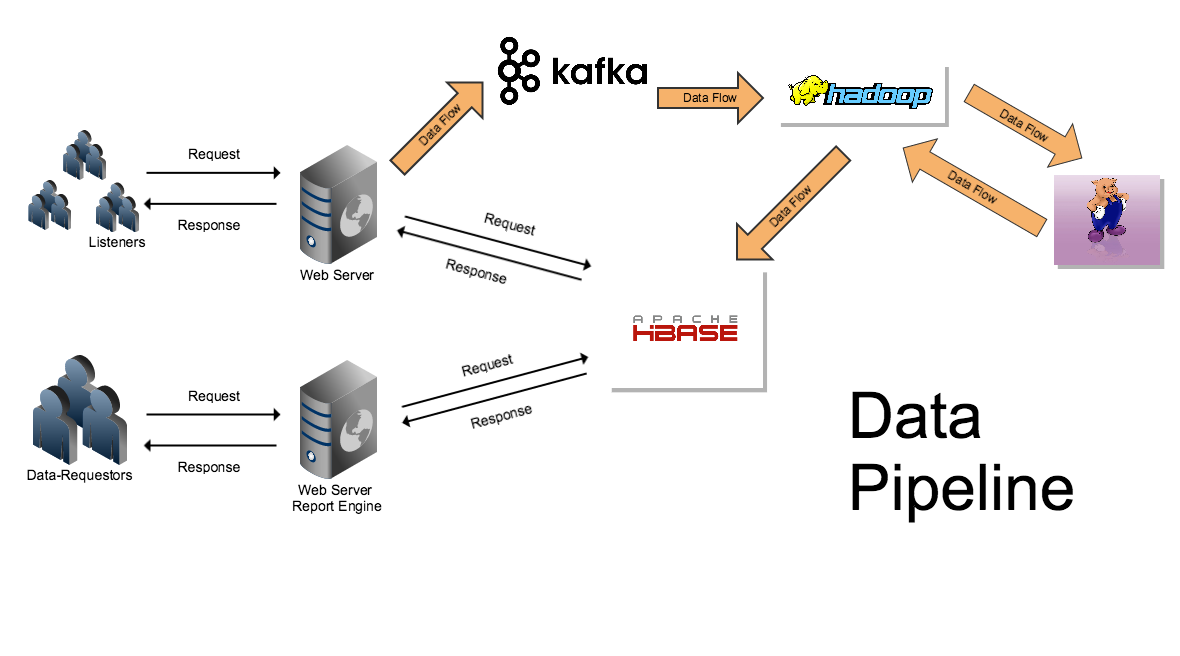 kafka
Data Flow
Data Flow
hadoop
Data Flow
Data Flow
Data Flow
Request
Response
Listeners
Web Server
Request
Response
APACHE
HBASE
Request
Response
Data-Requestors
Web Server
Report Engine
Request
Response
Data
Pipeline